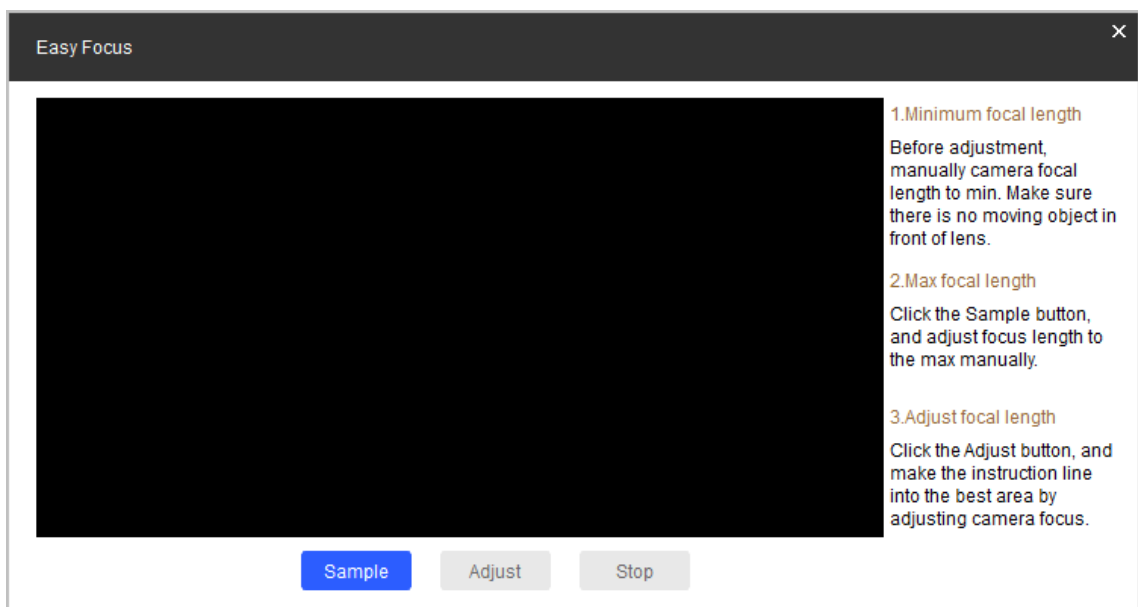 Easy Focus
1.Minimum focal length
Before adjustment,
manually camera focal
length to min. Make sure
there is no moving object in
front of lens.
2.Max focal length
Click the Sample button,
and adjust focus length to
the max manually.
3.Adjust focal length
Click the Adjust button, and
make the instruction line
into the best area by
adjusting camera focus.
Sample Adjust Stop